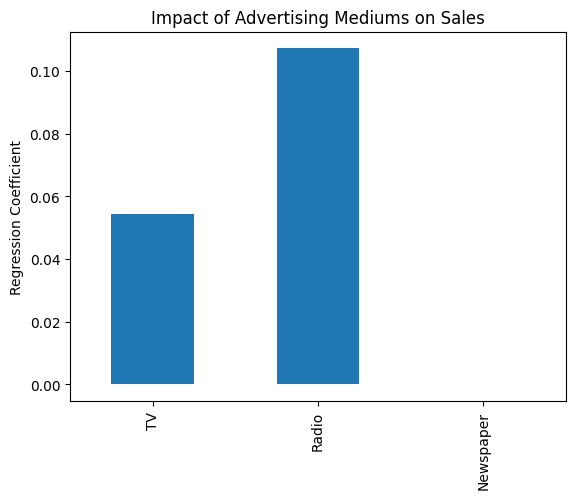 Impact of Advertising Mediums on Sales
Regression Coefficient
0.10
0.08
0.06
0.04
0.02
0.00
TV
Radio
Newspaper